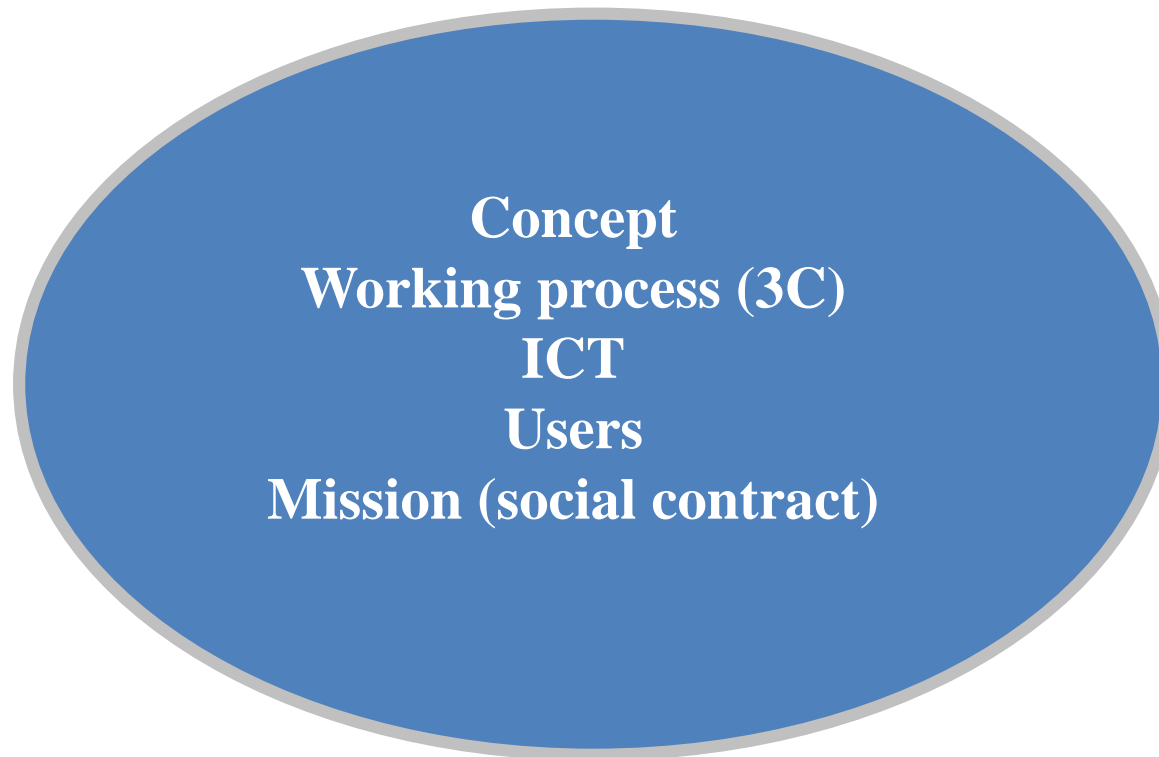 Concept
Working process (3C)
ICT
Users
Mission (social contract)